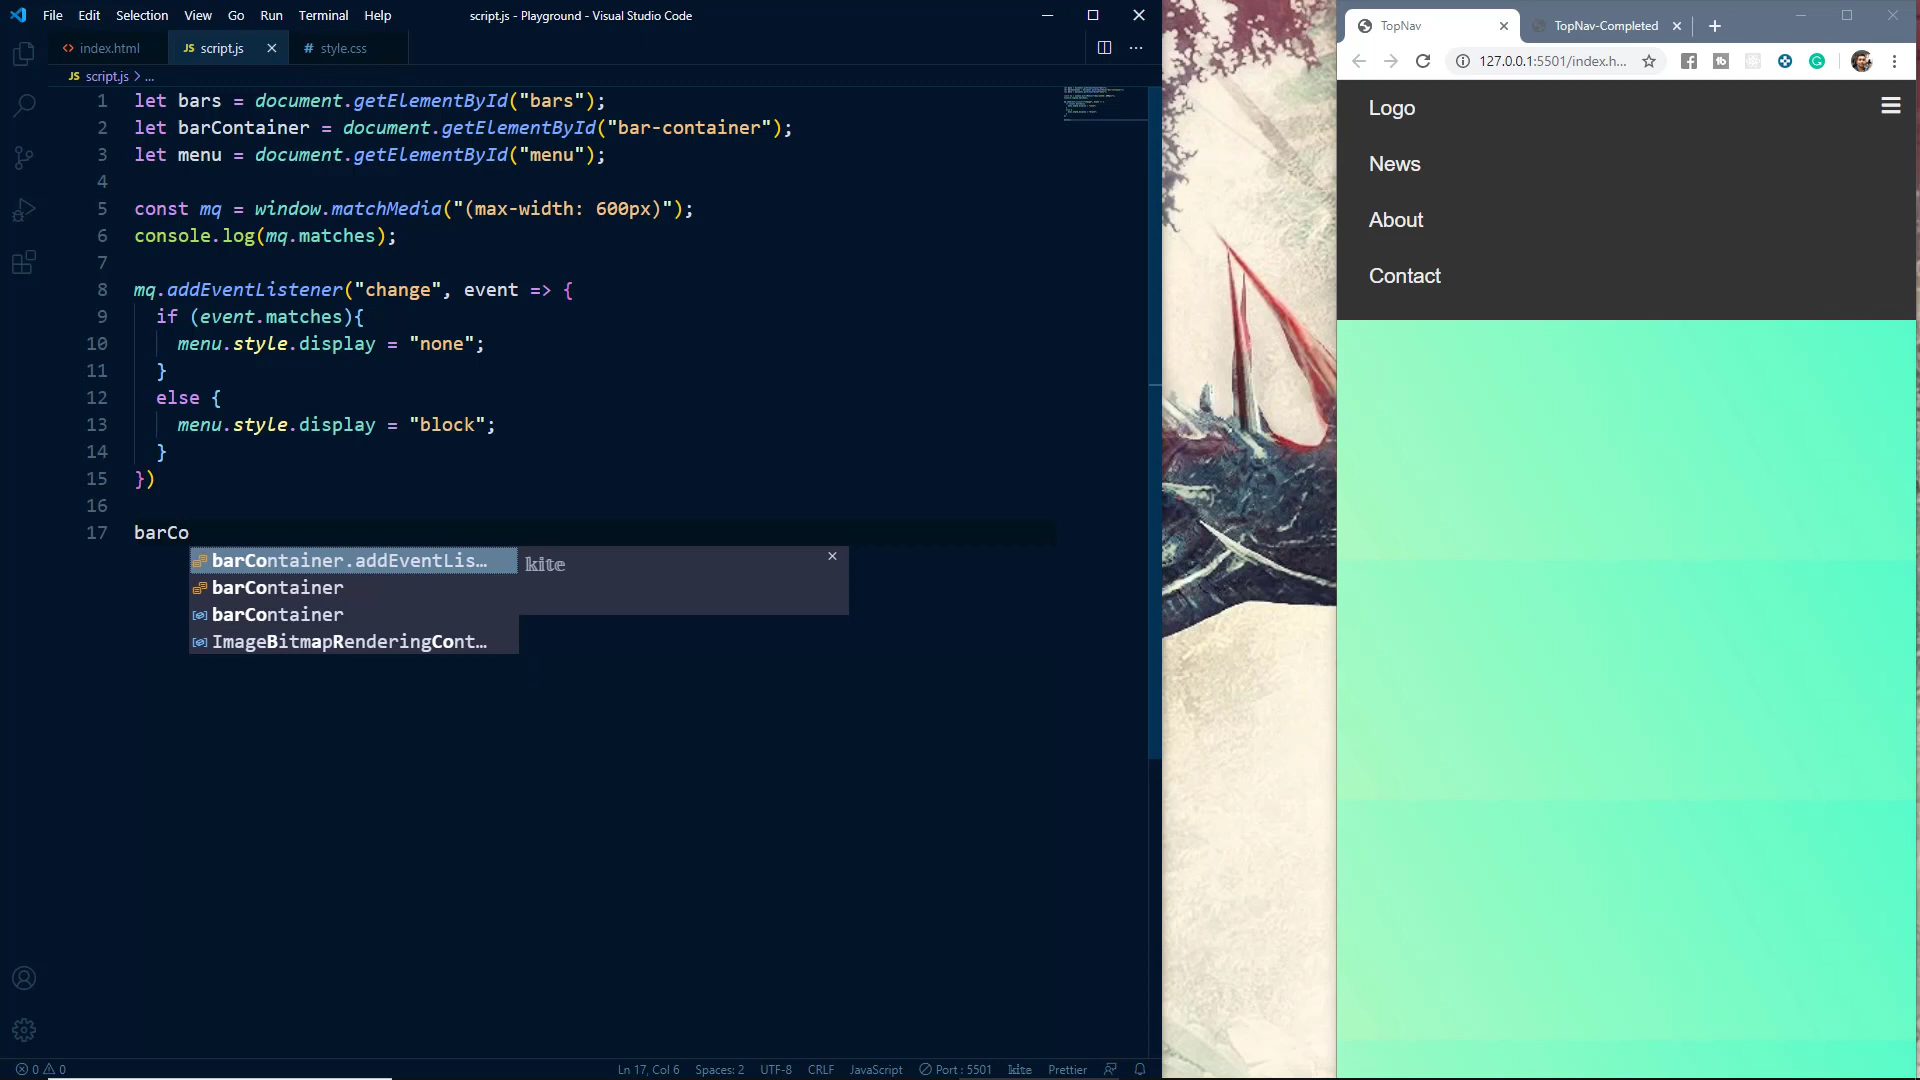 File Edit Selection View Go Run Terminal Help
script.js - Playground - Visual Studio Code
index.html
JS script.js
# style.css
JS script.js > ...
1 let bars = document.getElementById("bars");
2 let barContainer = document.getElementById("bar-container");
3 let menu = document.getElementById("menu");
4
5 const mq = window.matchMedia("(max-width: 600px)");
6 console.log(mq.matches);
7
8 mq.addEventListener("change", event => {
9 if (event.matches){
10 menu.style.display = "none";
11 }
12 else {
13 menu.style.display = "block";
14 }
15 })
16
17 barCo
barContainer.addEventLis…
kite
barContainer
barContainer
ImageBitmapRenderingCont…
0 0
Ln 17, Col 6 Spaces: 2 UTF-8 CRLF JavaScript Port : 5501 kite Prettier
TopNav
TopNav-Completed
127.0.0.1:5501/index.h...
Logo
News
About
Contact